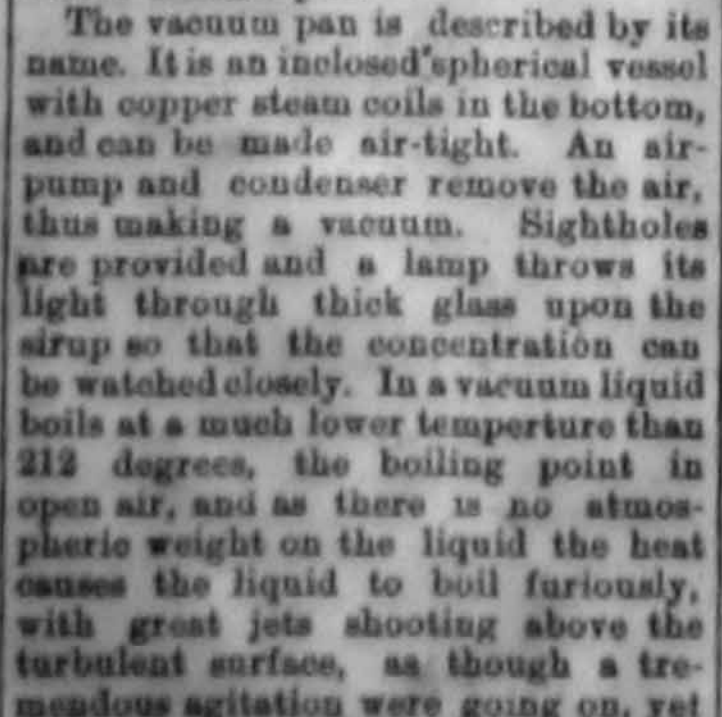 The vacuum pan is described by its
name. It is an inclosed spherical vessel
with copper steam coils in the bottom,
and can be made air-tight. An air-
pump and condenser remove the air,
thus making a vacuum. Sightholes
are provided and a lamp throws its
light through thick glass upon the
sirup so that the concentration can
be watched closely. In a vacuum liquid
boils at a much lower temperture than
212 degrees, the boiling point in
open air, and as there is no atmos-
pheric weight on the liquid the heat
causes the liquid to boil furiously,
with great jets shooting above the
turbulent surface, as though a tre-
mendous agitation were going on, yet